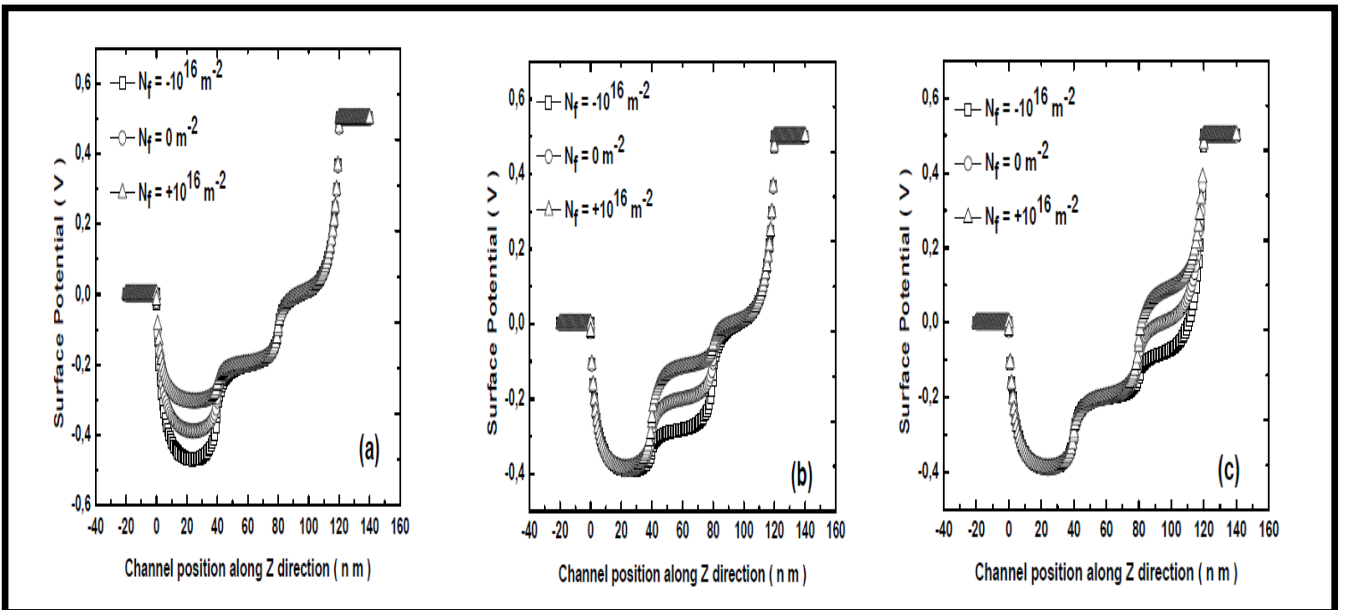 N_f = -10^16 m^-2
N_f = 0 m^-2
N_f = +10^16 m^-2
0,6
0,4
0,2
0,0
-0,2
-0,4
-0,6
Surface Potential ( V )
(a)
-40 -20 0 20 40 60 80 100 120 140 160
Channel position along Z direction ( n m )
N_f = -10^16 m^-2
N_f = 0 m^-2
N_f = +10^16 m^-2
0,6
0,4
0,2
0,0
-0,2
-0,4
Surface Potential ( V )
(b)
-40 -20 0 20 40 60 80 100 120 140 160
Channel position along Z direction ( n m )
N_f = -10^16 m^-2
N_f = 0 m^-2
N_f = +10^16 m^-2
0,6
0,4
0,2
0,0
-0,2
-0,4
Surface Potential ( V )
(c)
-40 -20 0 20 40 60 80 100 120 140 160
Channel position along Z direction ( n m )